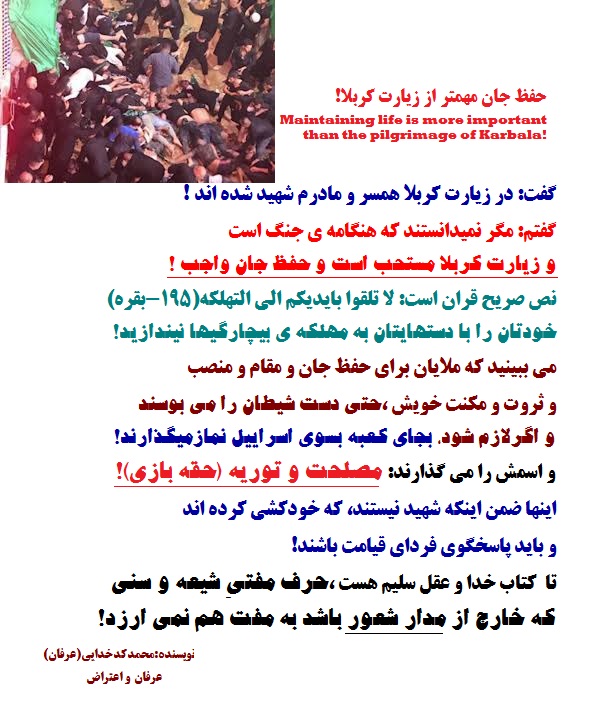 حفظ جان مهمتر از زیارت کربلا!
Maintaining life is more important
than the pilgrimage of Karbala!
گفت: در زیارت کربلا همسر و مادرم شهید شده اند !
گفتم: مگر نمیدانستند که هنگامه ی جنگ است
و زیارت کربلا مستحب است و حفظ جان واجب !
نص صریح قران است: لا تلقوا بایدیکم الی التهلکه(۱۹۵-بقره)
خودتان را با دستهایتان به مهلکه ی بیچارگیها نیندازید!
می ببینید که ملایان برای حفظ جان و مقام و منصب
و ثروت و مکنت خویش ،حتی دست شیطان را می بوسند
و اگرلازم شود. بجای کعبه بسوی اسراییل نمازمیگذارند!
و اسمش را می گذارند: مصلحت و توریه (حقه بازی)!
اینها ضمن اینکه شهید نیستند، که خودکشی کرده اند
و باید پاسخگوی فردای قیامت باشند!
تا کتاب خدا و عقل سلیم هست ،حرف مفتی شیعه و سنی
که خارج از مدار شعور باشد به مفت هم نمی ارزد!
نویسنده:محمدکدخدایی(عرفان)
عرفان و اعتراض